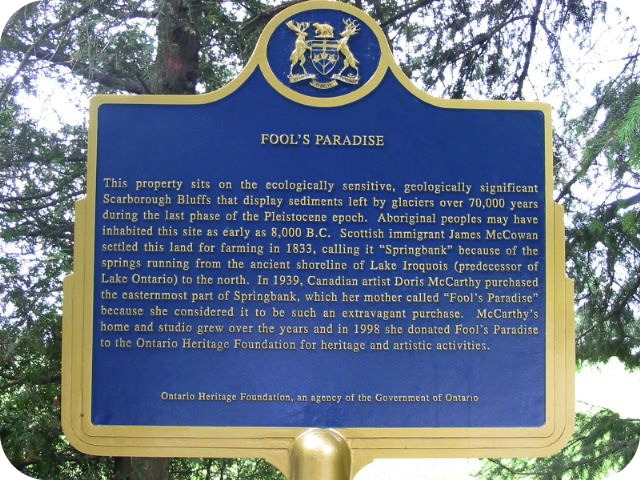 FOOL'S PARADISE
This property sits on the ecologically sensitive, geologically significant
Scarborough Bluffs that display sediments left by glaciers over 70,000 years
during the last phase of the Pleistocene epoch. Aboriginal peoples may have
inhabited this site as early as 8,000 B.C. Scottish immigrant James McCowan
settled this land for farming in 1833, calling it "Springbank" because of the
springs running from the ancient shoreline of Lake Iroquois (predecessor of
Lake Ontario) to the north. In 1939, Canadian artist Doris McCarthy purchased
the easternmost part of Springbank, which her mother called "Fool's Paradise"
because she considered it to be such an extravagant purchase. McCarthy's
home and studio grew over the years and in 1998 she donated Fool's Paradise
to the Ontario Heritage Foundation for heritage and artistic activities.
Ontario Heritage Foundation, an agency of the Government of Ontario